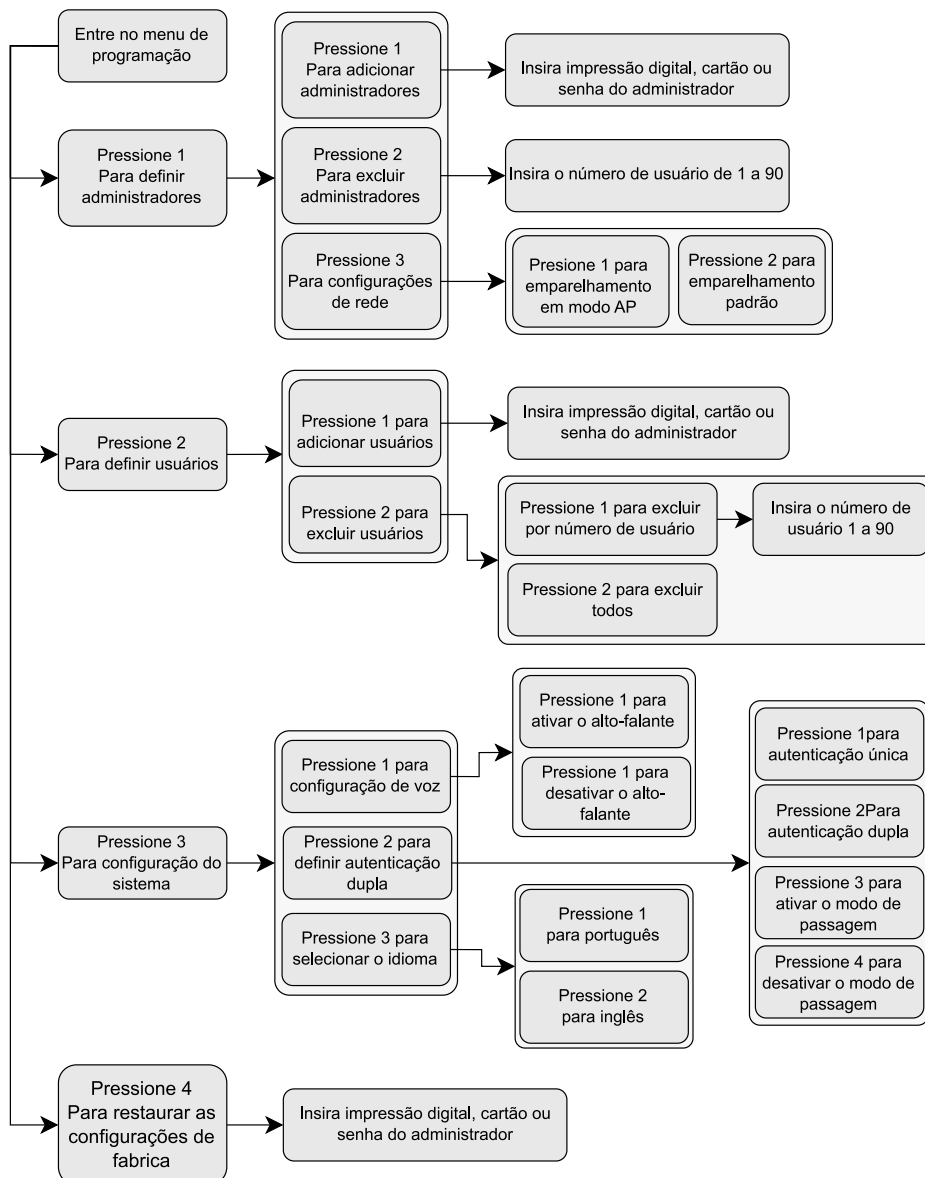 Entre no menu de
programação
Pressione 1
Para adicionar
administradores
Insira impressão digital, cartão ou
senha do administrador
Pressione 1
Para definir
administradores
Pressione 2
Para excluir
administradores
Insira o número de usuário de 1 a 90
Pressione 3
Para configurações
de rede
Presione 1 para
emparelhamento
em modo AP
Pressione 2 para
emparelhamento
padrão
Pressione 2
Para definir usuários
Pressione 1 para
adicionar usuários
Insira impressão digital, cartão ou
senha do administrador
Pressione 2 para
excluir usuários
Pressione 1 para excluir
por número de usuário
Insira o número de
usuário 1 a 90
Pressione 2 para excluir
todos
Pressione 3
Para configuração do
sistema
Pressione 1 para
configuração de voz
Pressione 1 para
ativar o alto-falante
Pressione 1 para
desativar o alto-
falante
Pressione 2 para
definir autenticação
dupla
Pressione 1para
autenticação única
Pressione 2Para
autenticação dupla
Pressione 3 para
ativar o modo de
passagem
Pressione 4 para
desativar o modo de
passagem
Pressione 3 para
selecionar o idioma
Pressione 1
para português
Pressione 2
para inglês
Pressione 4
Para restaurar as
configurações de
fabrica
Insira impressão digital, cartão ou
senha do administrador